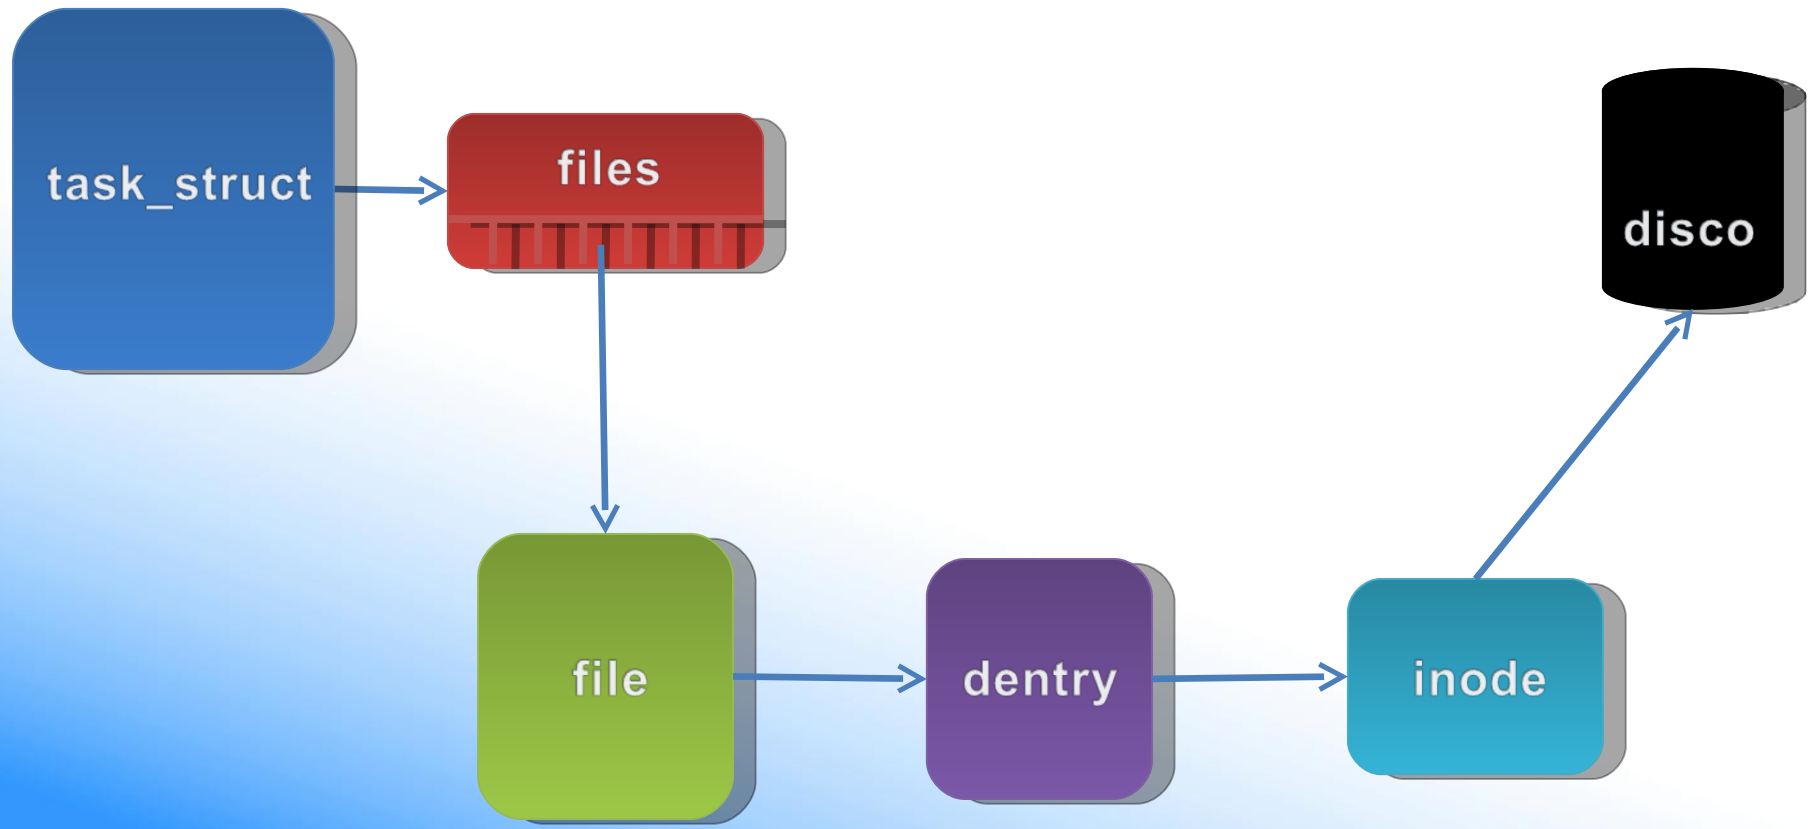 task_struct
files
disco
file
dentry
inode